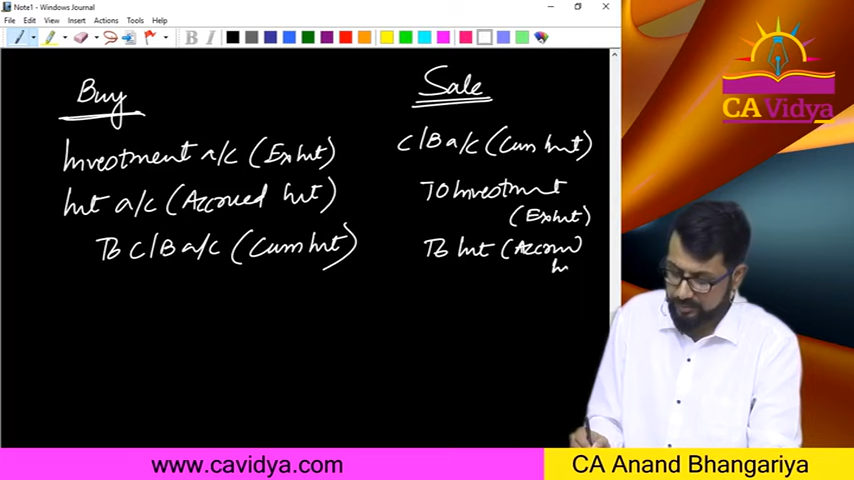 Note1 - Windows Journal
File Edit View Insert Actions Tools Help
B I
Buy
Investment a/c (Ex Int)
Int a/c (Accrued Int)
To C/B a/c (Cum Int)
Sale
C/B a/c (Cum Int)
To Investment
(Ex Int)
To Int (Accrued
In
CA Vidya
www.cavidya.com
CA Anand Bhangariya